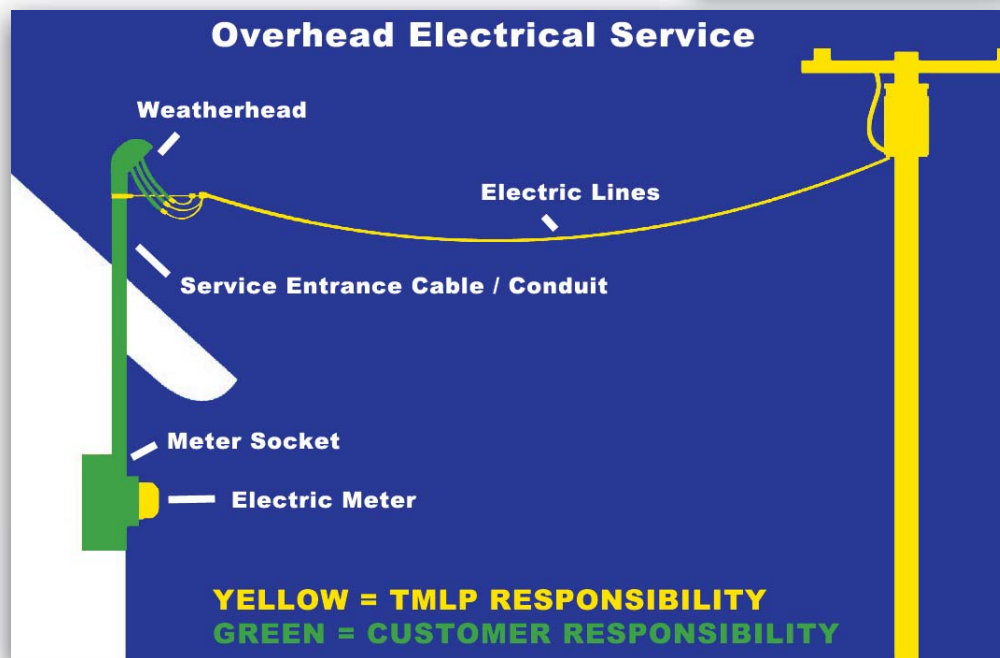 Overhead Electrical Service
Weatherhead
Electric Lines
Service Entrance Cable / Conduit
Meter Socket
Electric Meter
YELLOW = TMLP RESPONSIBILITY
GREEN = CUSTOMER RESPONSIBILITY